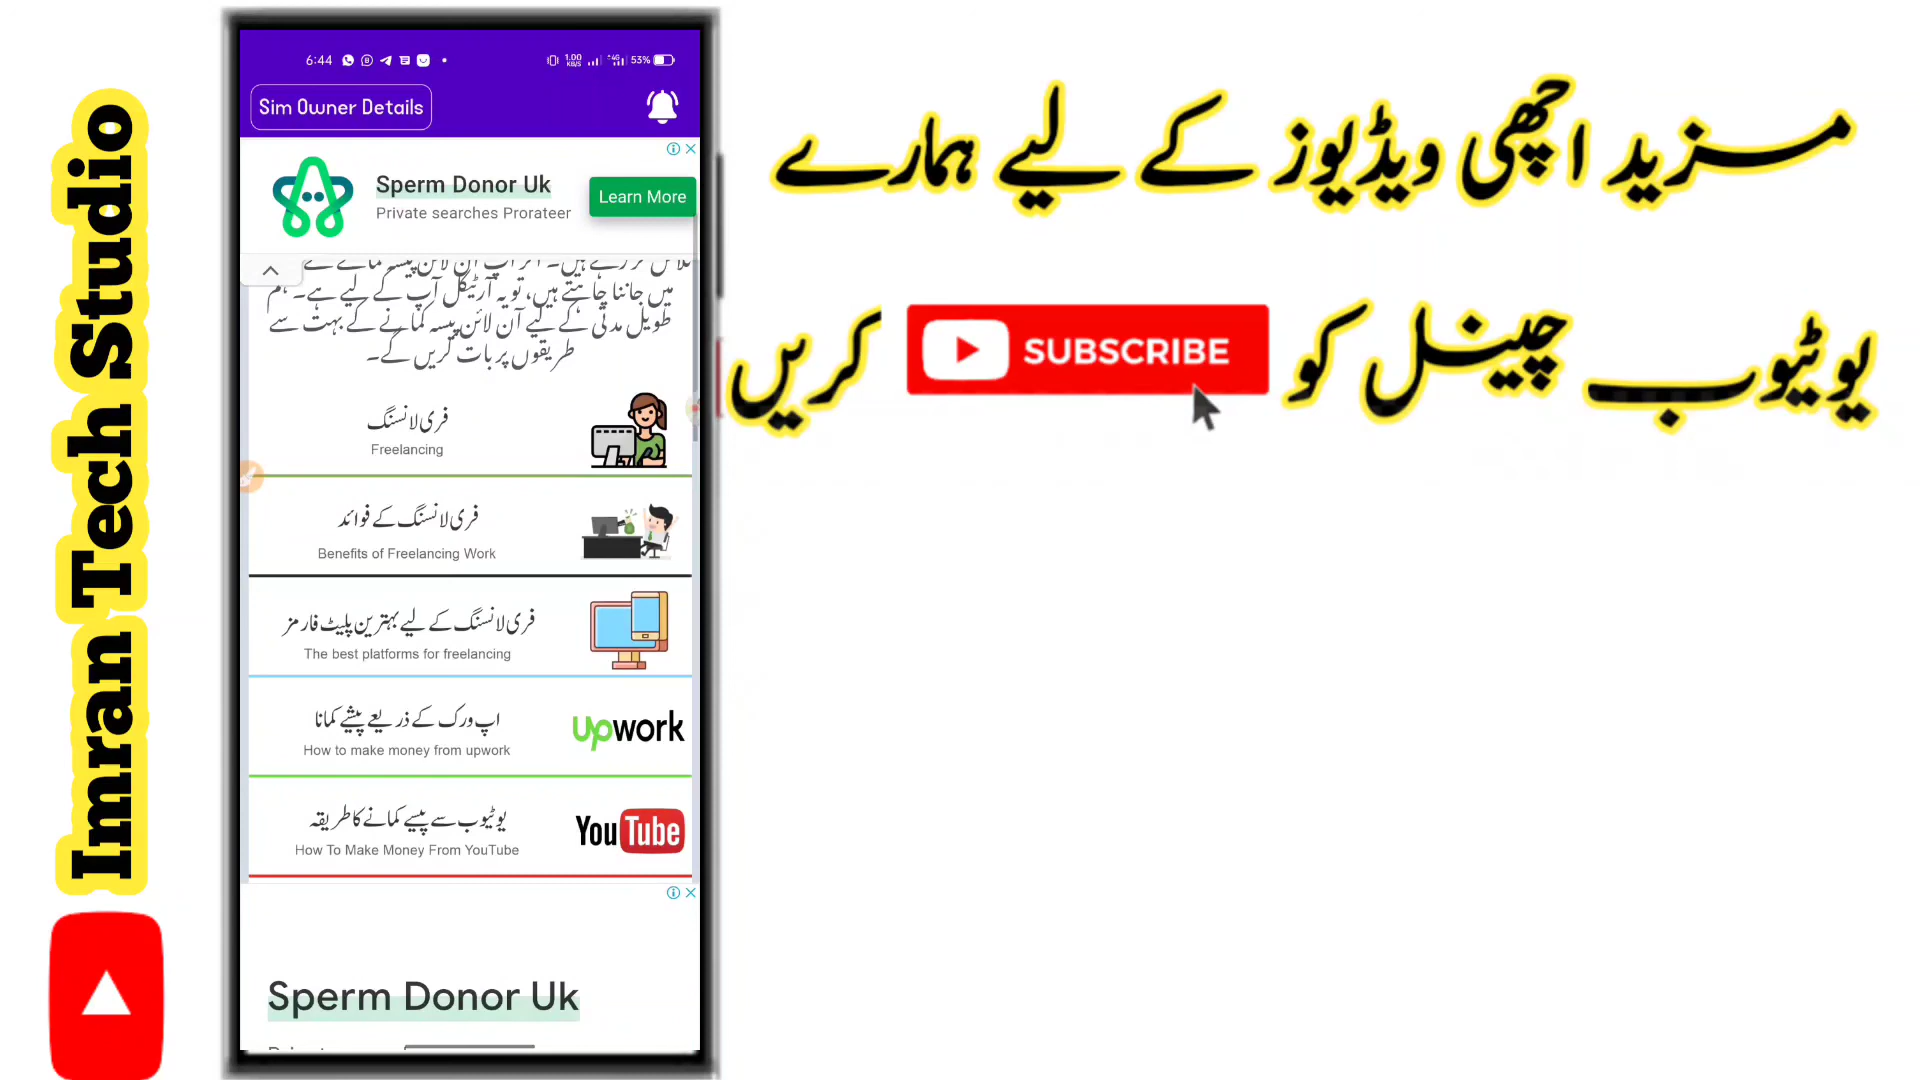 Imran Tech Studio
6:44
1.00 KB/S
4G
53%
Sim Owner Details
Sperm Donor Uk
Private searches Prorateer
Learn More
میں جاننا چاہتے ہیں، تو یہ آرٹیکل آپ کے لیے ہے۔ ہم
طویل مدتی کے لیے آن لائن پیسہ کمانے کے بہت سے
طریقوں پر بات کریں گے۔
فری لانسنگ
Freelancing
فری لانسنگ کے فوائد
Benefits of Freelancing Work
فری لانسنگ کے لیے بہترین پلیٹ فارمز
The best platforms for freelancing
اپ ورک کے ذریعے پیسے کمانا
How to make money from upwork
upwork
یوٹیوب سے پیسے کمانے کا طریقہ
How To Make Money From YouTube
YouTube
Sperm Donor Uk
مزید اچھی ویڈیوز کے لیے ہمارے
یوٹیوب چینل کو SUBSCRIBE کریں